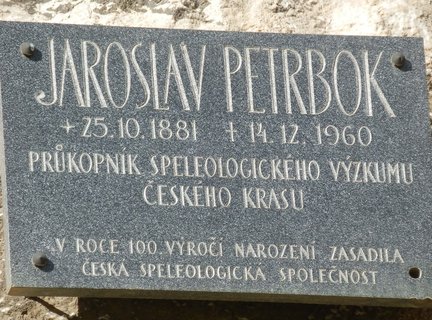 JAROSLAV PETRBOK
+25.10.1881 † 14.12.1960
PRŮKOPNÍK SPELEOLOGICKÉHO VÝZKUMU
ČESKÉHO KRASU
V ROCE 100. VÝROČÍ NAROZENÍ ZASADILA
ČESKÁ SPELEOLOGICKÁ SPOLEČNOST